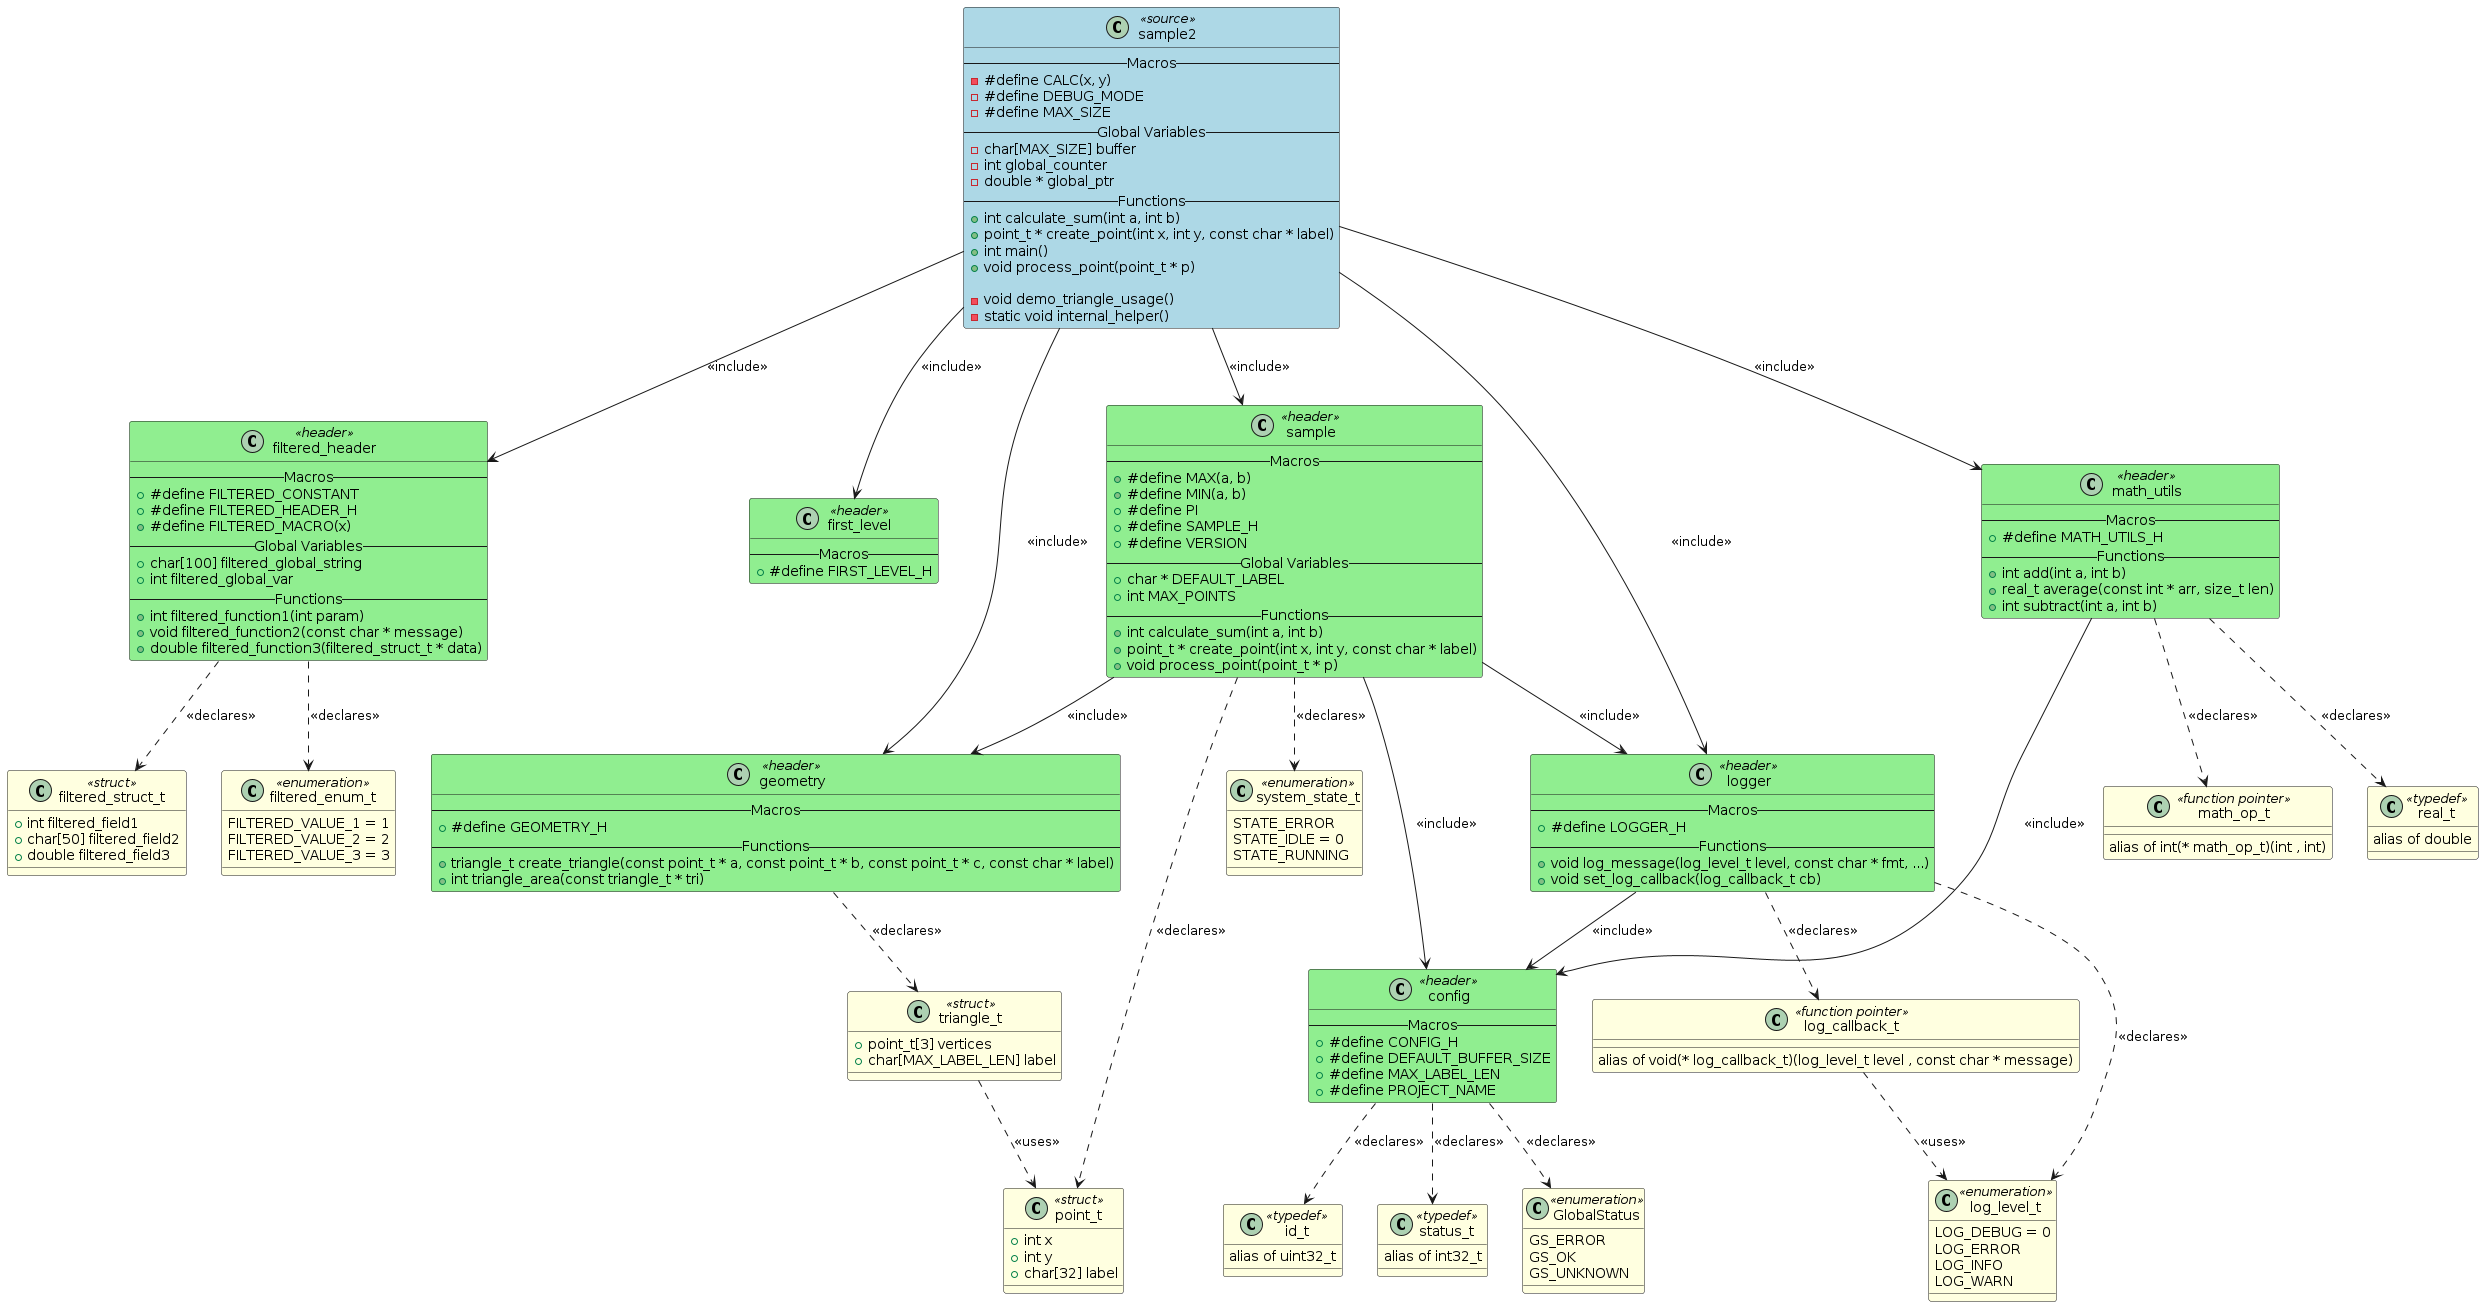 «source»
C
sample2
Macros
#define CALC(x, y)
#define DEBUG_MODE
#define MAX_SIZE
Global Variables
char[MAX_SIZE] buffer
int global_counter
double * global_ptr
Functions
int calculate_sum(int a, int b)
point_t * create_point(int x, int y, const char * label)
int main()
void process_point(point_t * p)
void demo_triangle_usage()
static void internal_helper()
«include»
«include»
«include»
«include»
«header»
C
filtered_header
Macros
#define FILTERED_CONSTANT
#define FILTERED_HEADER_H
#define FILTERED_MACRO(x)
Global Variables
char[100] filtered_global_string
int filtered_global_var
Functions
int filtered_function1(int param)
void filtered_function2(const char * message)
double filtered_function3(filtered_struct_t * data)
«header»
C
first_level
Macros
#define FIRST_LEVEL_H
«include»
«header»
C
sample
Macros
#define MAX(a, b)
#define MIN(a, b)
#define PI
#define SAMPLE_H
#define VERSION
Global Variables
char * DEFAULT_LABEL
int MAX_POINTS
Functions
int calculate_sum(int a, int b)
point_t * create_point(int x, int y, const char * label)
void process_point(point_t * p)
«include»
«header»
C
math_utils
Macros
#define MATH_UTILS_H
Functions
int add(int a, int b)
real_t average(const int * arr, size_t len)
int subtract(int a, int b)
«declares»
«declares»
«include»
«declares»
«include»
«declares»
«declares»
«struct»
C
filtered_struct_t
int filtered_field1
char[50] filtered_field2
double filtered_field3
«enumeration»
C
filtered_enum_t
FILTERED_VALUE_1 = 1
FILTERED_VALUE_2 = 2
FILTERED_VALUE_3 = 3
«header»
C
geometry
Macros
#define GEOMETRY_H
Functions
triangle_t create_triangle(const point_t * a, const point_t * b, const point_t * c, const char * label)
int triangle_area(const triangle_t * tri)
«enumeration»
C
system_state_t
STATE_ERROR
STATE_IDLE = 0
STATE_RUNNING
«include»
«header»
C
logger
Macros
#define LOGGER_H
Functions
void log_message(log_level_t level, const char * fmt, ...)
void set_log_callback(log_callback_t cb)
«include»
«function pointer»
C
math_op_t
alias of int(* math_op_t)(int , int)
«typedef»
C
real_t
alias of double
«declares»
«declares»
«include»
«declares»
«struct»
C
triangle_t
point_t[3] vertices
char[MAX_LABEL_LEN] label
«header»
C
config
Macros
#define CONFIG_H
#define DEFAULT_BUFFER_SIZE
#define MAX_LABEL_LEN
#define PROJECT_NAME
«function pointer»
C
log_callback_t
alias of void(* log_callback_t)(log_level_t level , const char * message)
«declares»
«uses»
«declares»
«declares»
«declares»
«uses»
«struct»
C
point_t
int x
int y
char[32] label
«typedef»
C
id_t
alias of uint32_t
«typedef»
C
status_t
alias of int32_t
«enumeration»
C
GlobalStatus
GS_ERROR
GS_OK
GS_UNKNOWN
«enumeration»
C
log_level_t
LOG_DEBUG = 0
LOG_ERROR
LOG_INFO
LOG_WARN